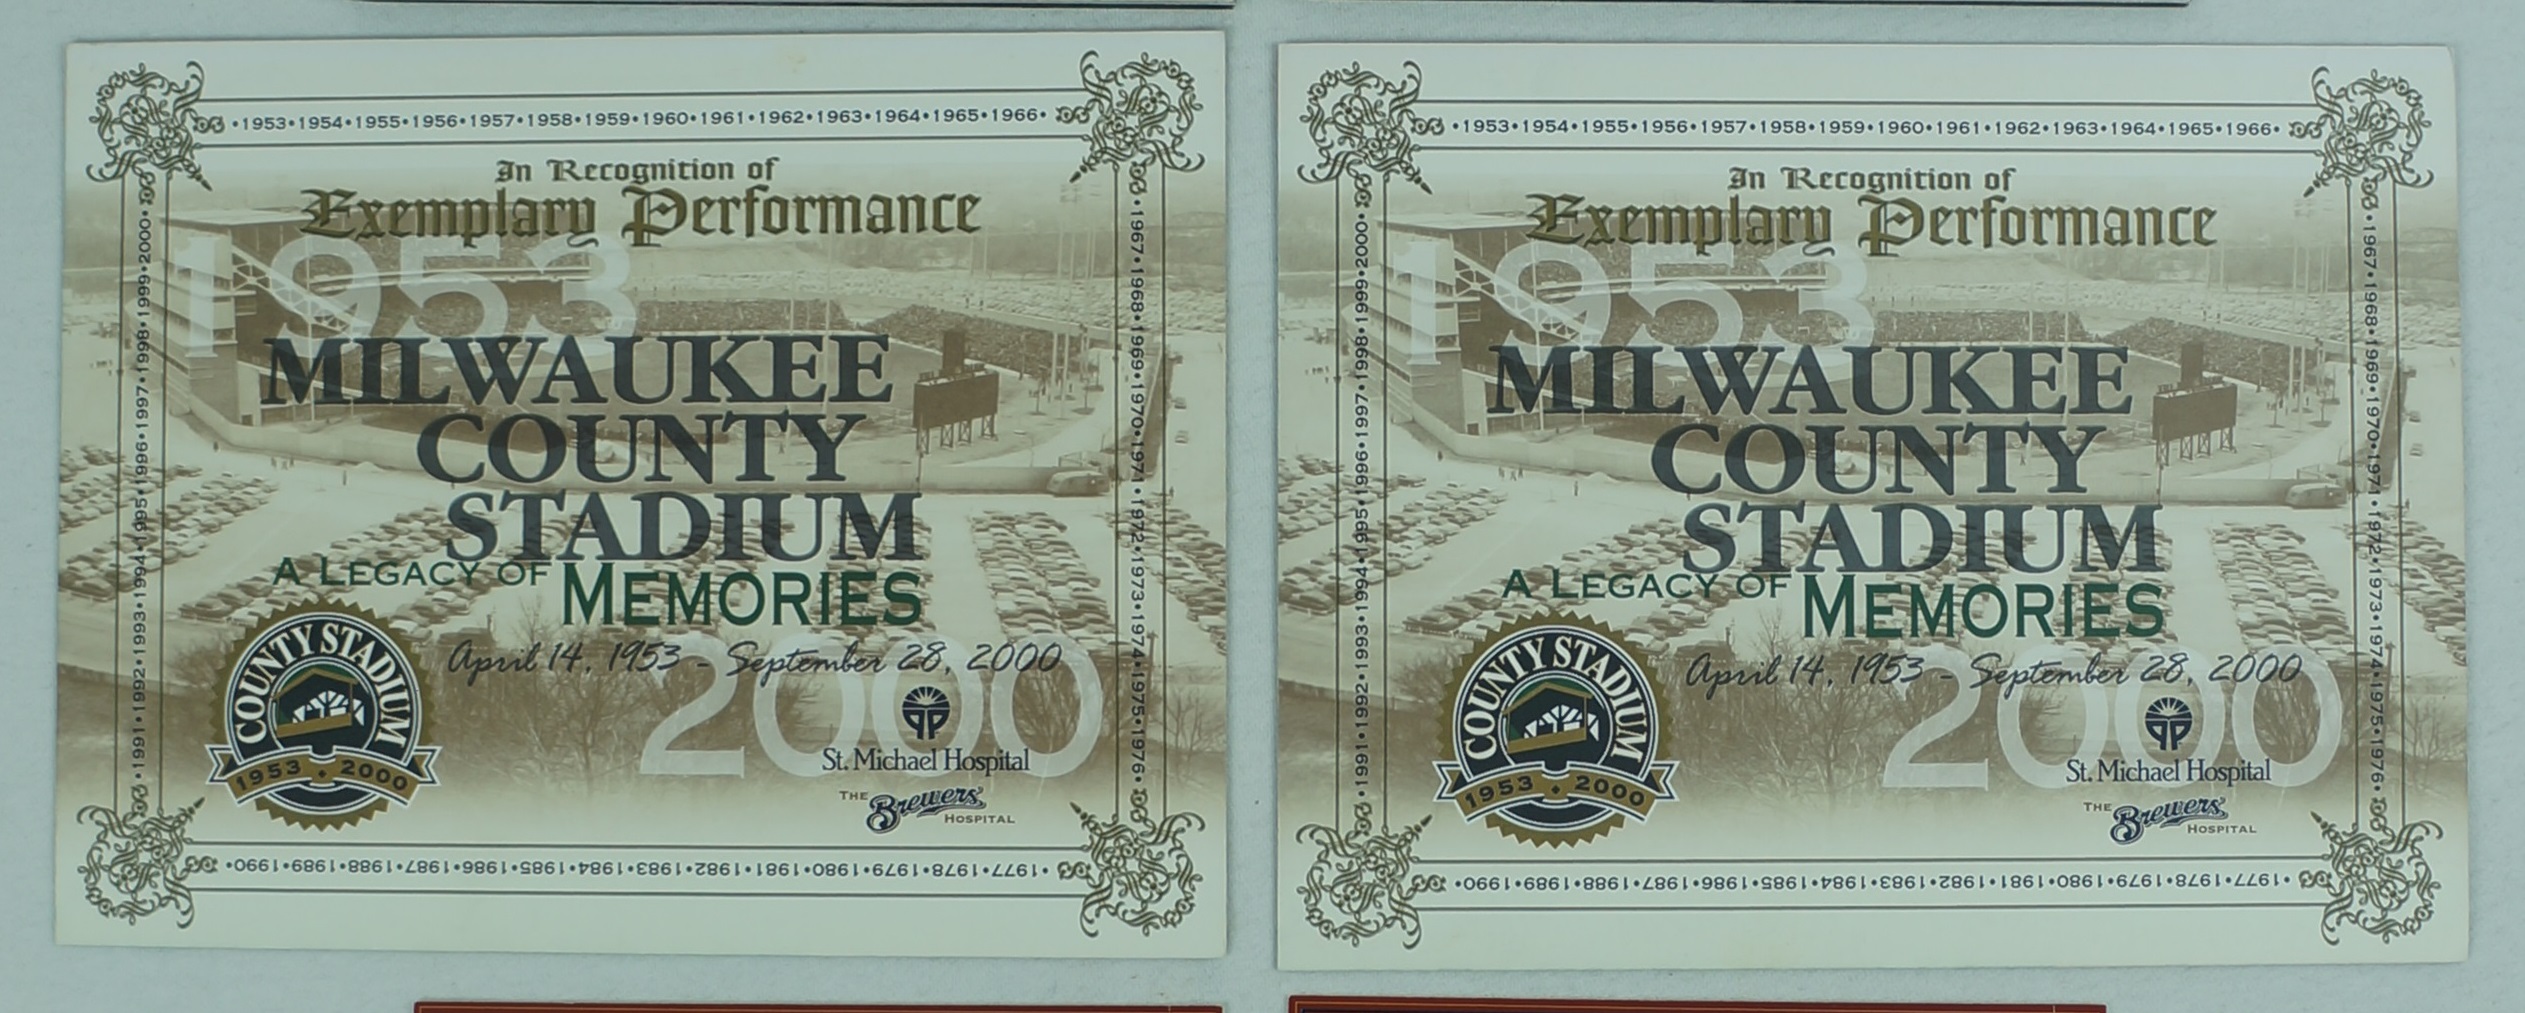 •1953•1954•1955•1956•1957•1958•1959•1960•1961•1962•1963•1964•1965•1966•
In Recognition of
Exemplary Performance
1953
MILWAUKEE
COUNTY
STADIUM
A LEGACY OF MEMORIES
April 14, 1953 - September 28, 2000
2000
COUNTY STADIUM
1953 • 2000
St. Michael Hospital
THE Brewers HOSPITAL
•1967•1968•1969•1970•1971•1972•1973•1974•1975•1976•
•1977•1978•1979•1980•1981•1982•1983•1984•1985•1986•1987•1988•1989•1990•
•1991•1992•1993•1994•1995•1996•1997•1998•1999•2000•
•1953•1954•1955•1956•1957•1958•1959•1960•1961•1962•1963•1964•1965•1966•
In Recognition of
Exemplary Performance
1953
MILWAUKEE
COUNTY
STADIUM
A LEGACY OF MEMORIES
April 14, 1953 - September 28, 2000
2000
COUNTY STADIUM
1953 • 2000
St. Michael Hospital
THE Brewers HOSPITAL
•1967•1968•1969•1970•1971•1972•1973•1974•1975•1976•
•1977•1978•1979•1980•1981•1982•1983•1984•1985•1986•1987•1988•1989•1990•
•1991•1992•1993•1994•1995•1996•1997•1998•1999•2000•